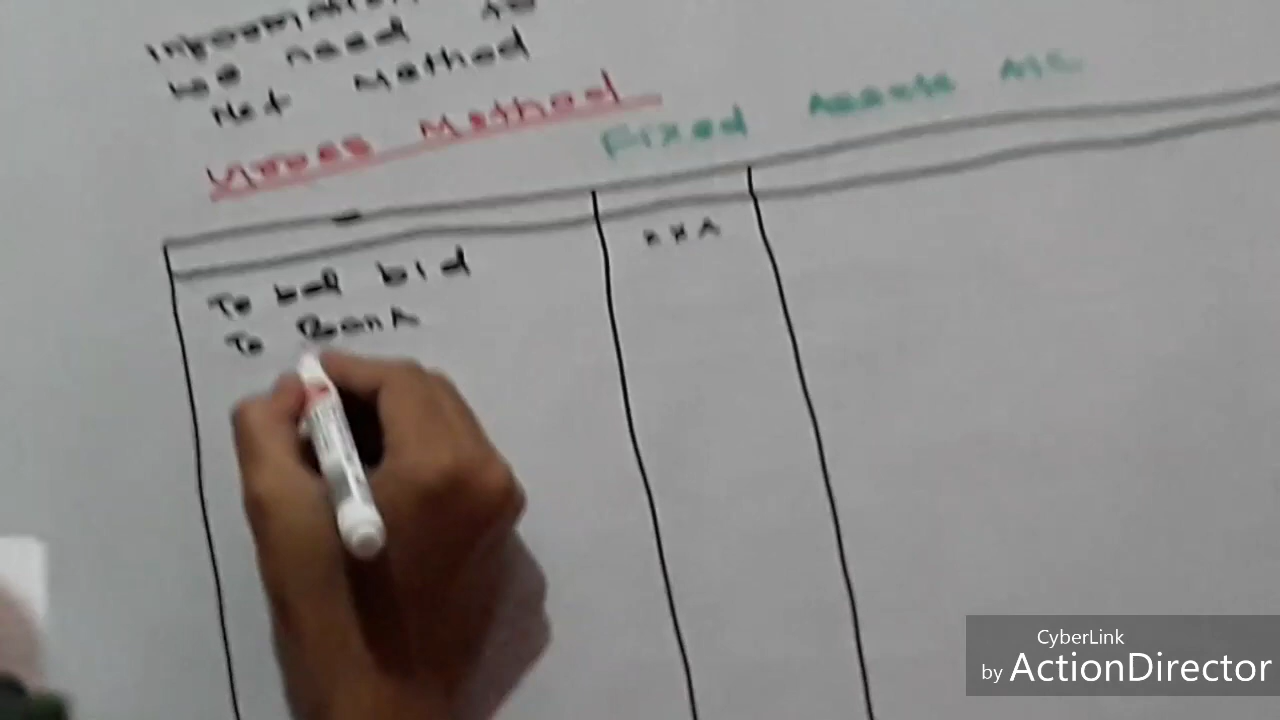 we need to
Net Method
Method
Fixed Assets A/C
To bal b/d xxx
To Bank
CyberLink
by ActionDirector